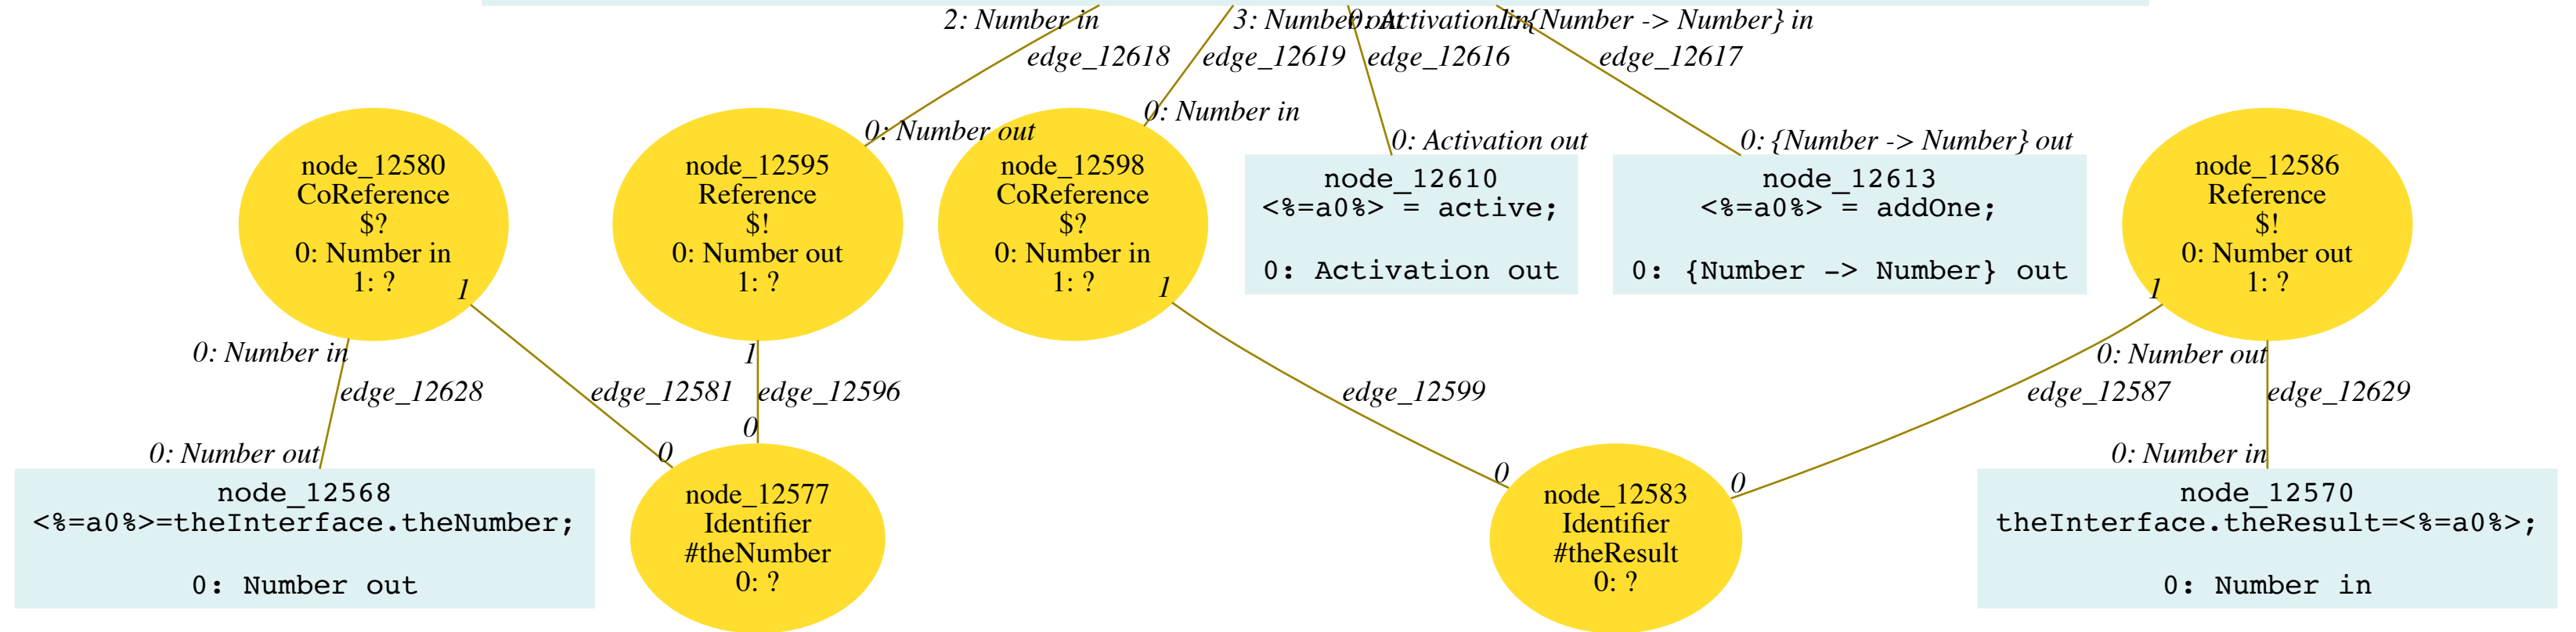 2: Number in
3: Number out
0: Activation in
1: {Number -> Number} in
edge_12618
edge_12619
edge_12616
edge_12617
0: Number out
0: Number in
0: Activation out
0: {Number -> Number} out
node_12580
CoReference
$?
0: Number in
1: ?
1
node_12595
Reference
$!
0: Number out
1: ?
node_12598
CoReference
$?
0: Number in
1: ?
1
node_12610
<%=a0%> = active;
0: Activation out
node_12613
<%=a0%> = addOne;
0: {Number -> Number} out
node_12586
Reference
$!
0: Number out
1: ?
1
0: Number in
1
0: Number out
edge_12628
edge_12581
edge_12596
edge_12599
edge_12587
edge_12629
0: Number out
0
0
0
0
0: Number in
node_12568
<%=a0%>=theInterface.theNumber;
0: Number out
node_12577
Identifier
#theNumber
0: ?
node_12583
Identifier
#theResult
0: ?
node_12570
theInterface.theResult=<%=a0%>;
0: Number in